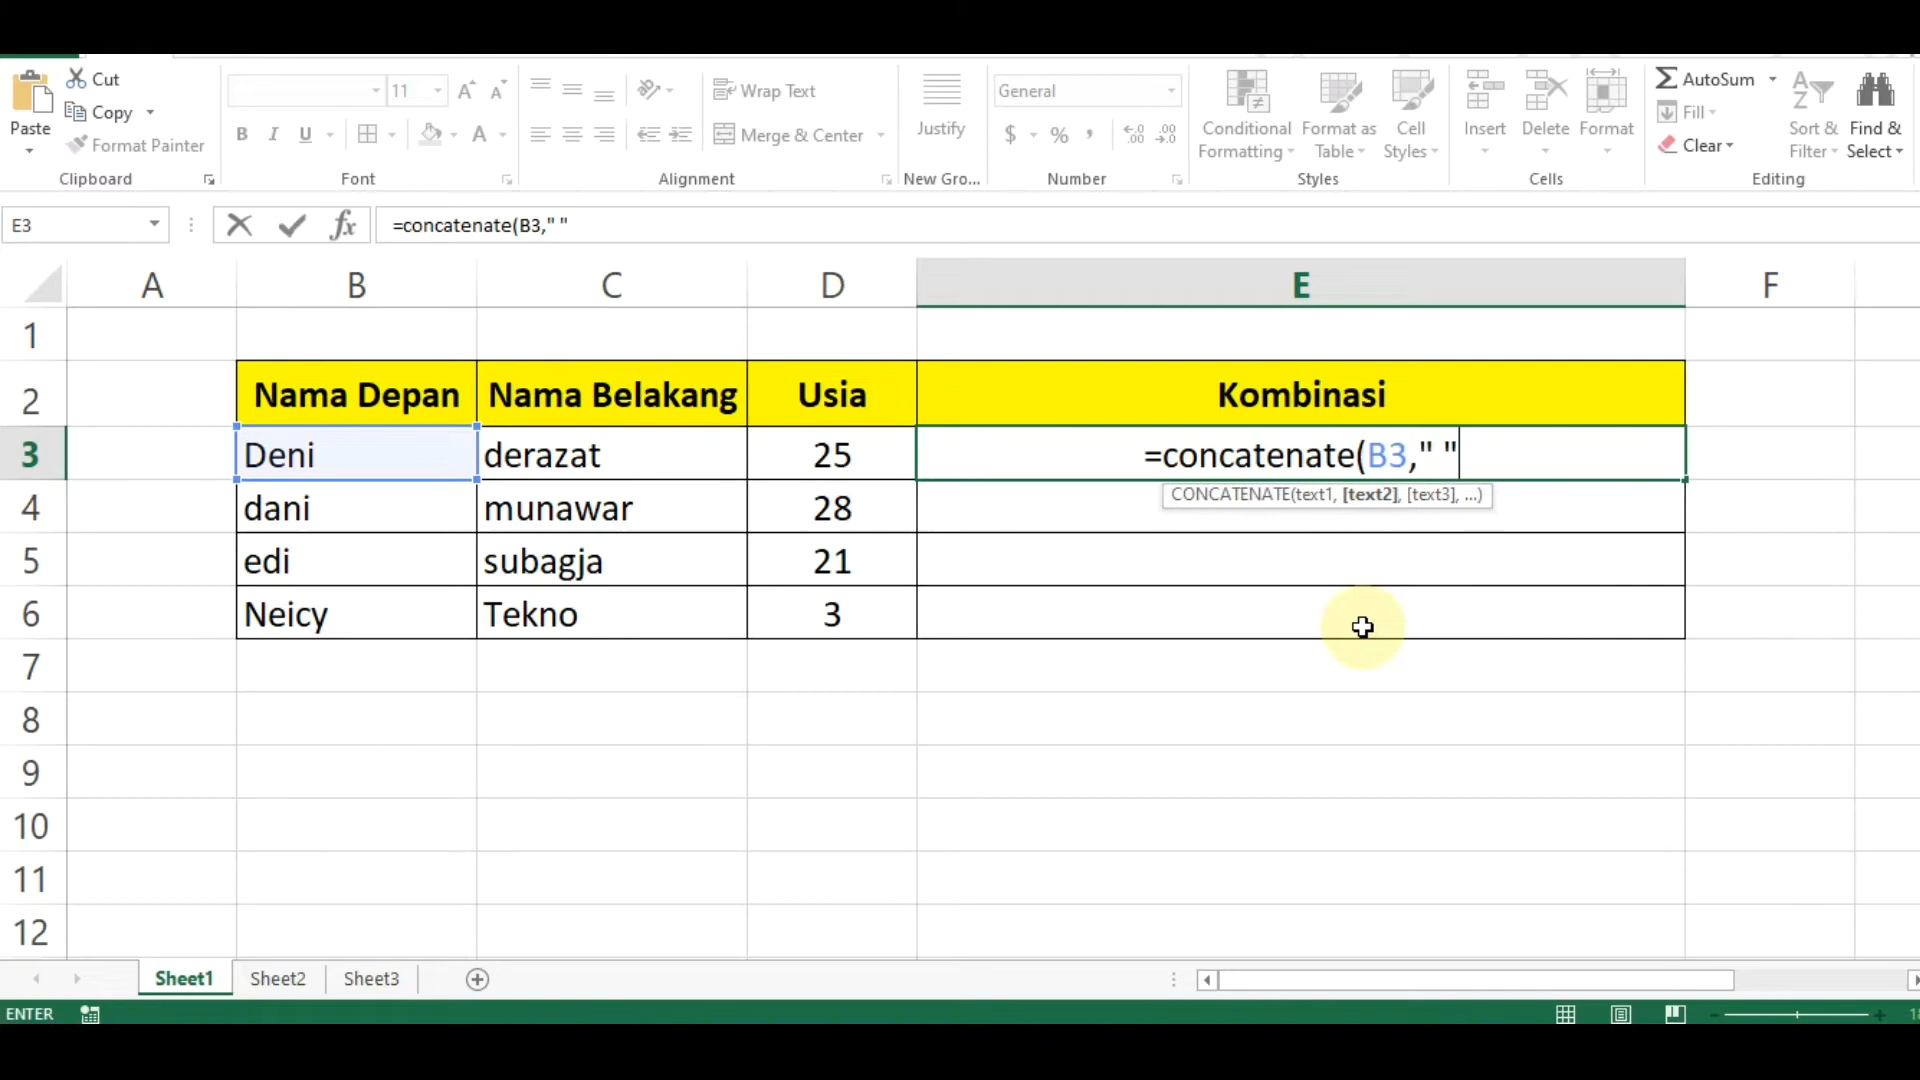 Cut
Copy
Format Painter
Paste
Clipboard
11
A A
B I U
A
Font
Wrap Text
Merge & Center
Alignment
Justify
New Gro...
General
$ % ,
Number
Conditional Formatting
Format as Table
Cell Styles
Styles
Insert
Delete
Format
Cells
AutoSum
Fill
Clear
Sort & Filter
Find & Select
Editing
E3
fx
=concatenate(B3," "
A B C D E F
1
2 Nama Depan Nama Belakang Usia Kombinasi
3 Deni derazat 25 =concatenate(B3," "
CONCATENATE(text1, [text2], [text3], ...)
4 dani munawar 28
5 edi subagja 21
6 Neicy Tekno 3
7
8
9
10
11
12
Sheet1 Sheet2 Sheet3
ENTER